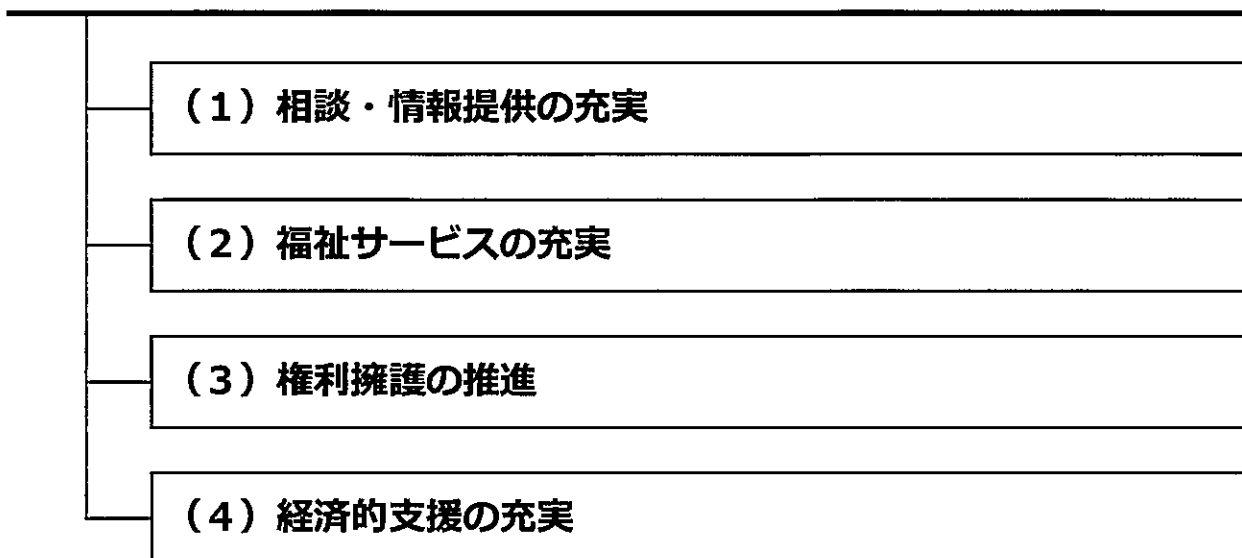 （1）相談・情報提供の充実
（2）福祉サービスの充実
（3）権利擁護の推進
（4）経済的支援の充実